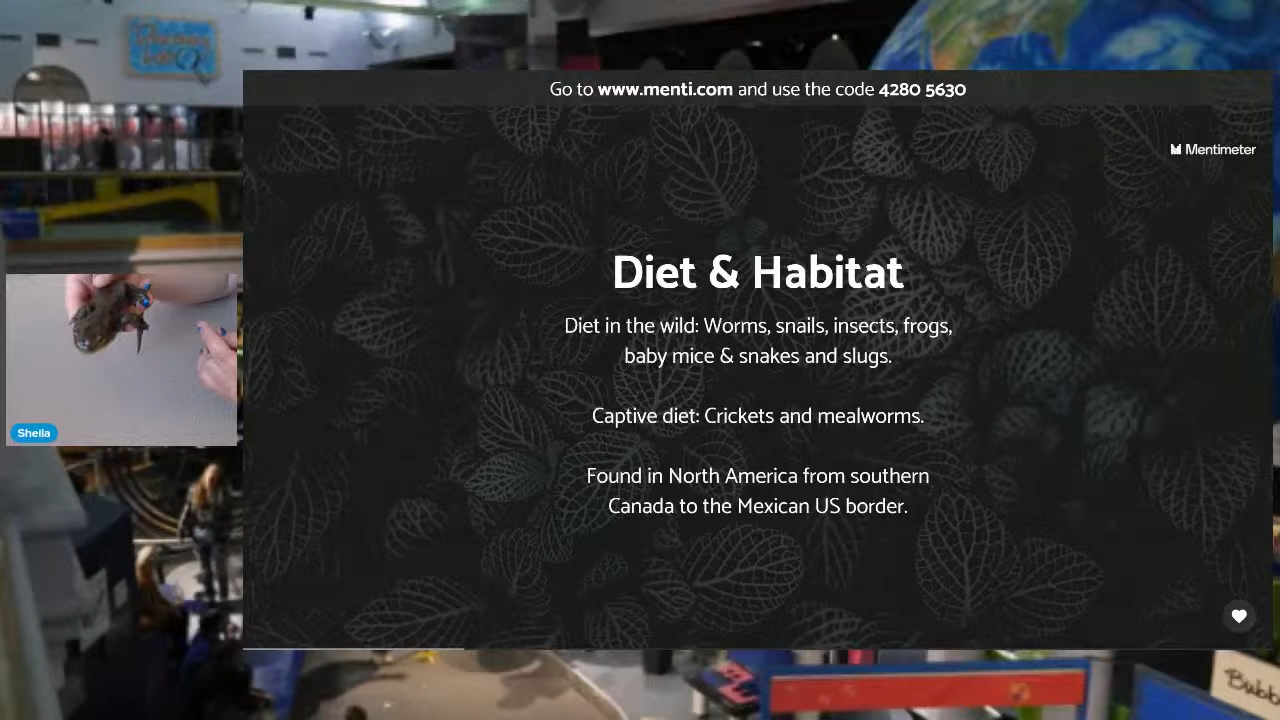 Go to www.menti.com and use the code 4280 5630
Mentimeter
Diet & Habitat
Diet in the wild: Worms, snails, insects, frogs,
baby mice & snakes and slugs.
Captive diet: Crickets and mealworms.
Found in North America from southern
Canada to the Mexican US border.
Sheila